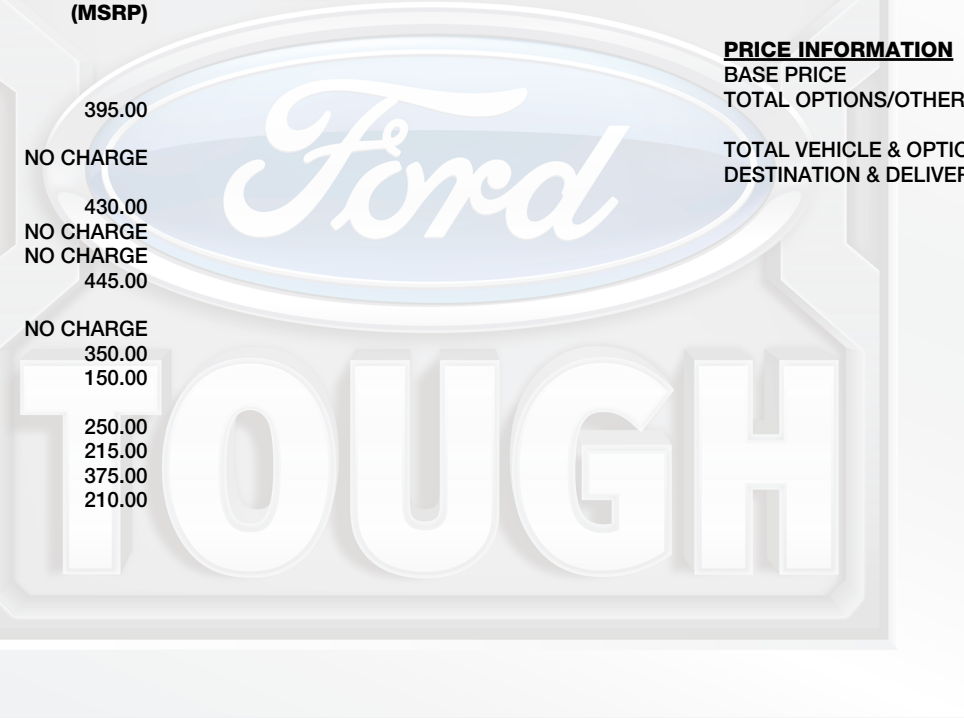 (MSRP)
395.00
NO CHARGE
430.00
NO CHARGE
NO CHARGE
445.00
NO CHARGE
350.00
150.00
250.00
215.00
375.00
210.00
PRICE INFORMATION
BASE PRICE
TOTAL OPTIONS/OTHER
TOTAL VEHICLE & OPTIO
DESTINATION & DELIVER
Ford
TOUGH